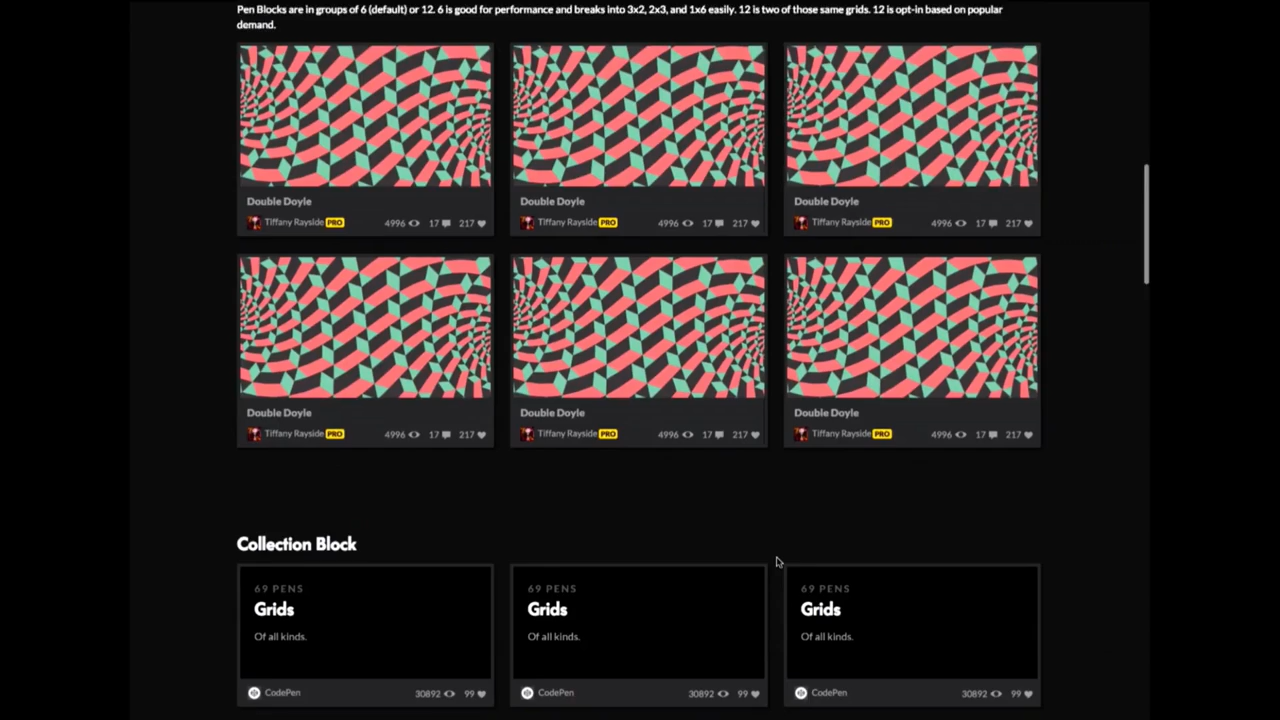 Pen Blocks are in groups of 6 (default) or 12. 6 is good for performance and breaks into 3x2, 2x3, and 1x6 easily. 12 is two of those same grids. 12 is opt-in based on popular
demand.
Double Doyle
Tiffany Rayside PRO 4996 17 217
Double Doyle
Tiffany Rayside PRO 4996 17 217
Double Doyle
Tiffany Rayside PRO 4996 17 217
Double Doyle
Tiffany Rayside PRO 4996 17 217
Double Doyle
Tiffany Rayside PRO 4996 17 217
Double Doyle
Tiffany Rayside PRO 4996 17 217
Collection Block
69 PENS
Grids
Of all kinds.
CodePen 30892 99
69 PENS
Grids
Of all kinds.
CodePen 30892 99
69 PENS
Grids
Of all kinds.
CodePen 30892 99